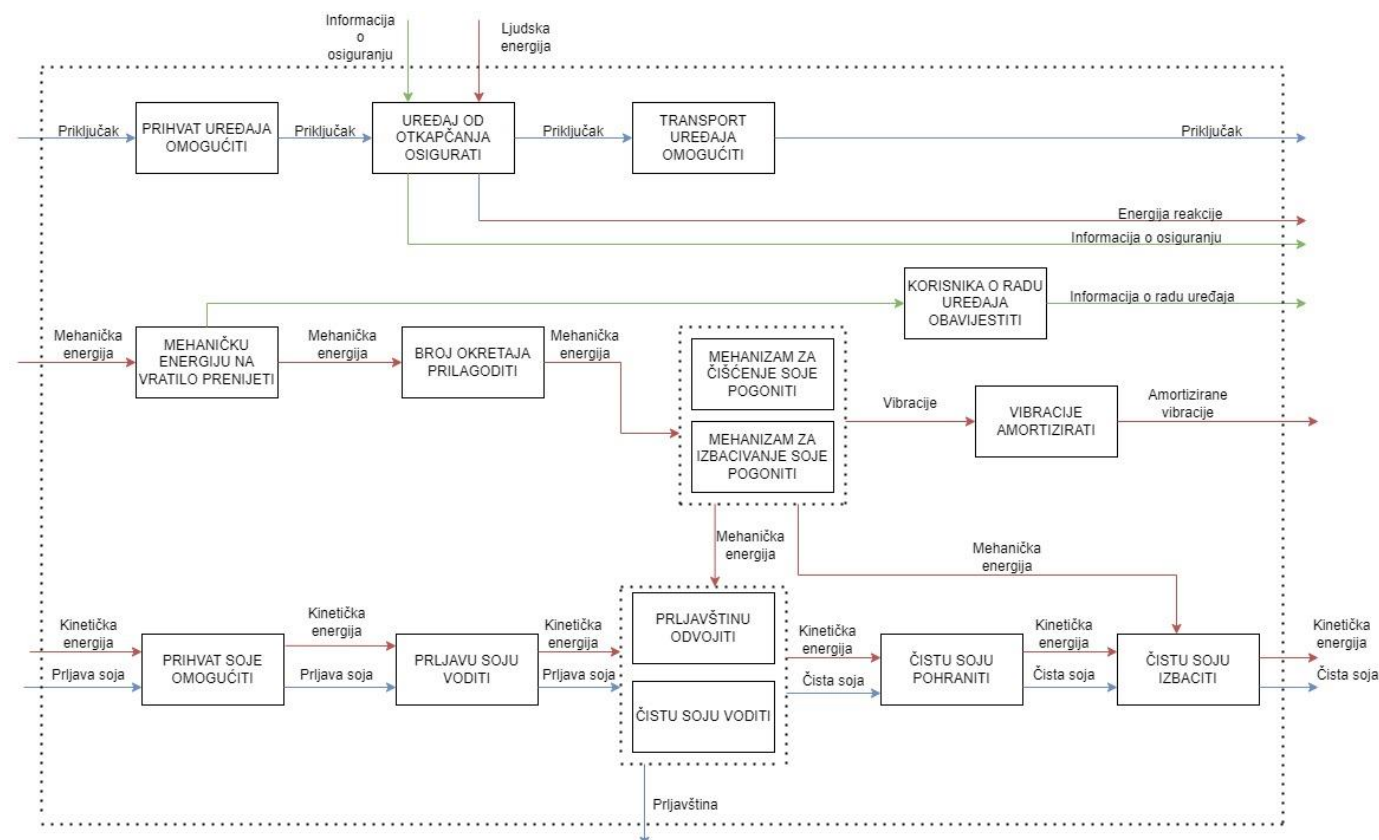 Informacija
o
osiguranju
Ljudska
energija
Priključak
PRIHVAT UREĐAJA
OMOGUĆITI
Priključak
UREĐAJ OD
OTKAPČANJA
OSIGURATI
Priključak
TRANSPORT
UREĐAJA
OMOGUĆITI
Priključak
Energija reakcije
Informacija o osiguranju
KORISNIKA O RADU
UREĐAJA
OBAVIJESTITI
Informacija o radu uređaja
Mehanička
energija
MEHANIČKU
ENERGIJU NA
VRATILO PRENIJETI
Mehanička
energija
BROJ OKRETAJA
PRILAGODITI
Mehanička
energija
MEHANIZAM ZA
ČIŠĆENJE SOJE
POGONITI
MEHANIZAM ZA
IZBACIVANJE SOJE
POGONITI
Vibracije
VIBRACIJE
AMORTIZIRATI
Amortizirane
vibracije
Mehanička
energija
Mehanička
energija
Kinetička
energija
Prljava soja
PRIHVAT SOJE
OMOGUĆITI
Kinetička
energija
Prljava soja
PRLJAVU SOJU
VODITI
Kinetička
energija
Prljava soja
PRLJAVŠTINU
ODVOJITI
ČISTU SOJU VODITI
Kinetička
energija
Čista soja
ČISTU SOJU
POHRANITI
Kinetička
energija
Čista soja
ČISTU SOJU
IZBACITI
Kinetička
energija
Čista soja
Prljavština